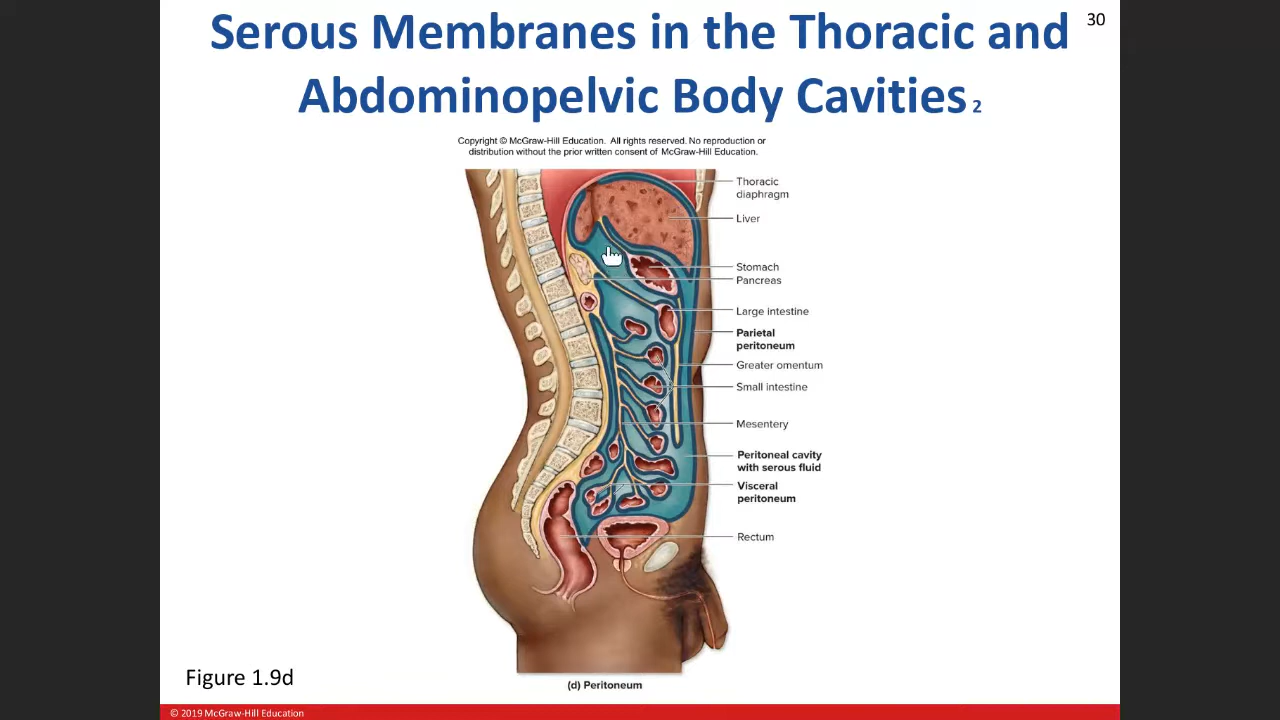 Serous Membranes in the Thoracic and
30
Abdominopelvic Body Cavities 2
Copyright © McGraw-Hill Education. All rights reserved. No reproduction or
distribution without the prior written consent of McGraw-Hill Education.
Thoracic
diaphragm
Liver
Stomach
Pancreas
Large intestine
Parietal
peritoneum
Greater omentum
Small intestine
Mesentery
Peritoneal cavity
with serous fluid
Visceral
peritoneum
Rectum
Figure 1.9d
(d) Peritoneum
© 2019 McGraw-Hill Education